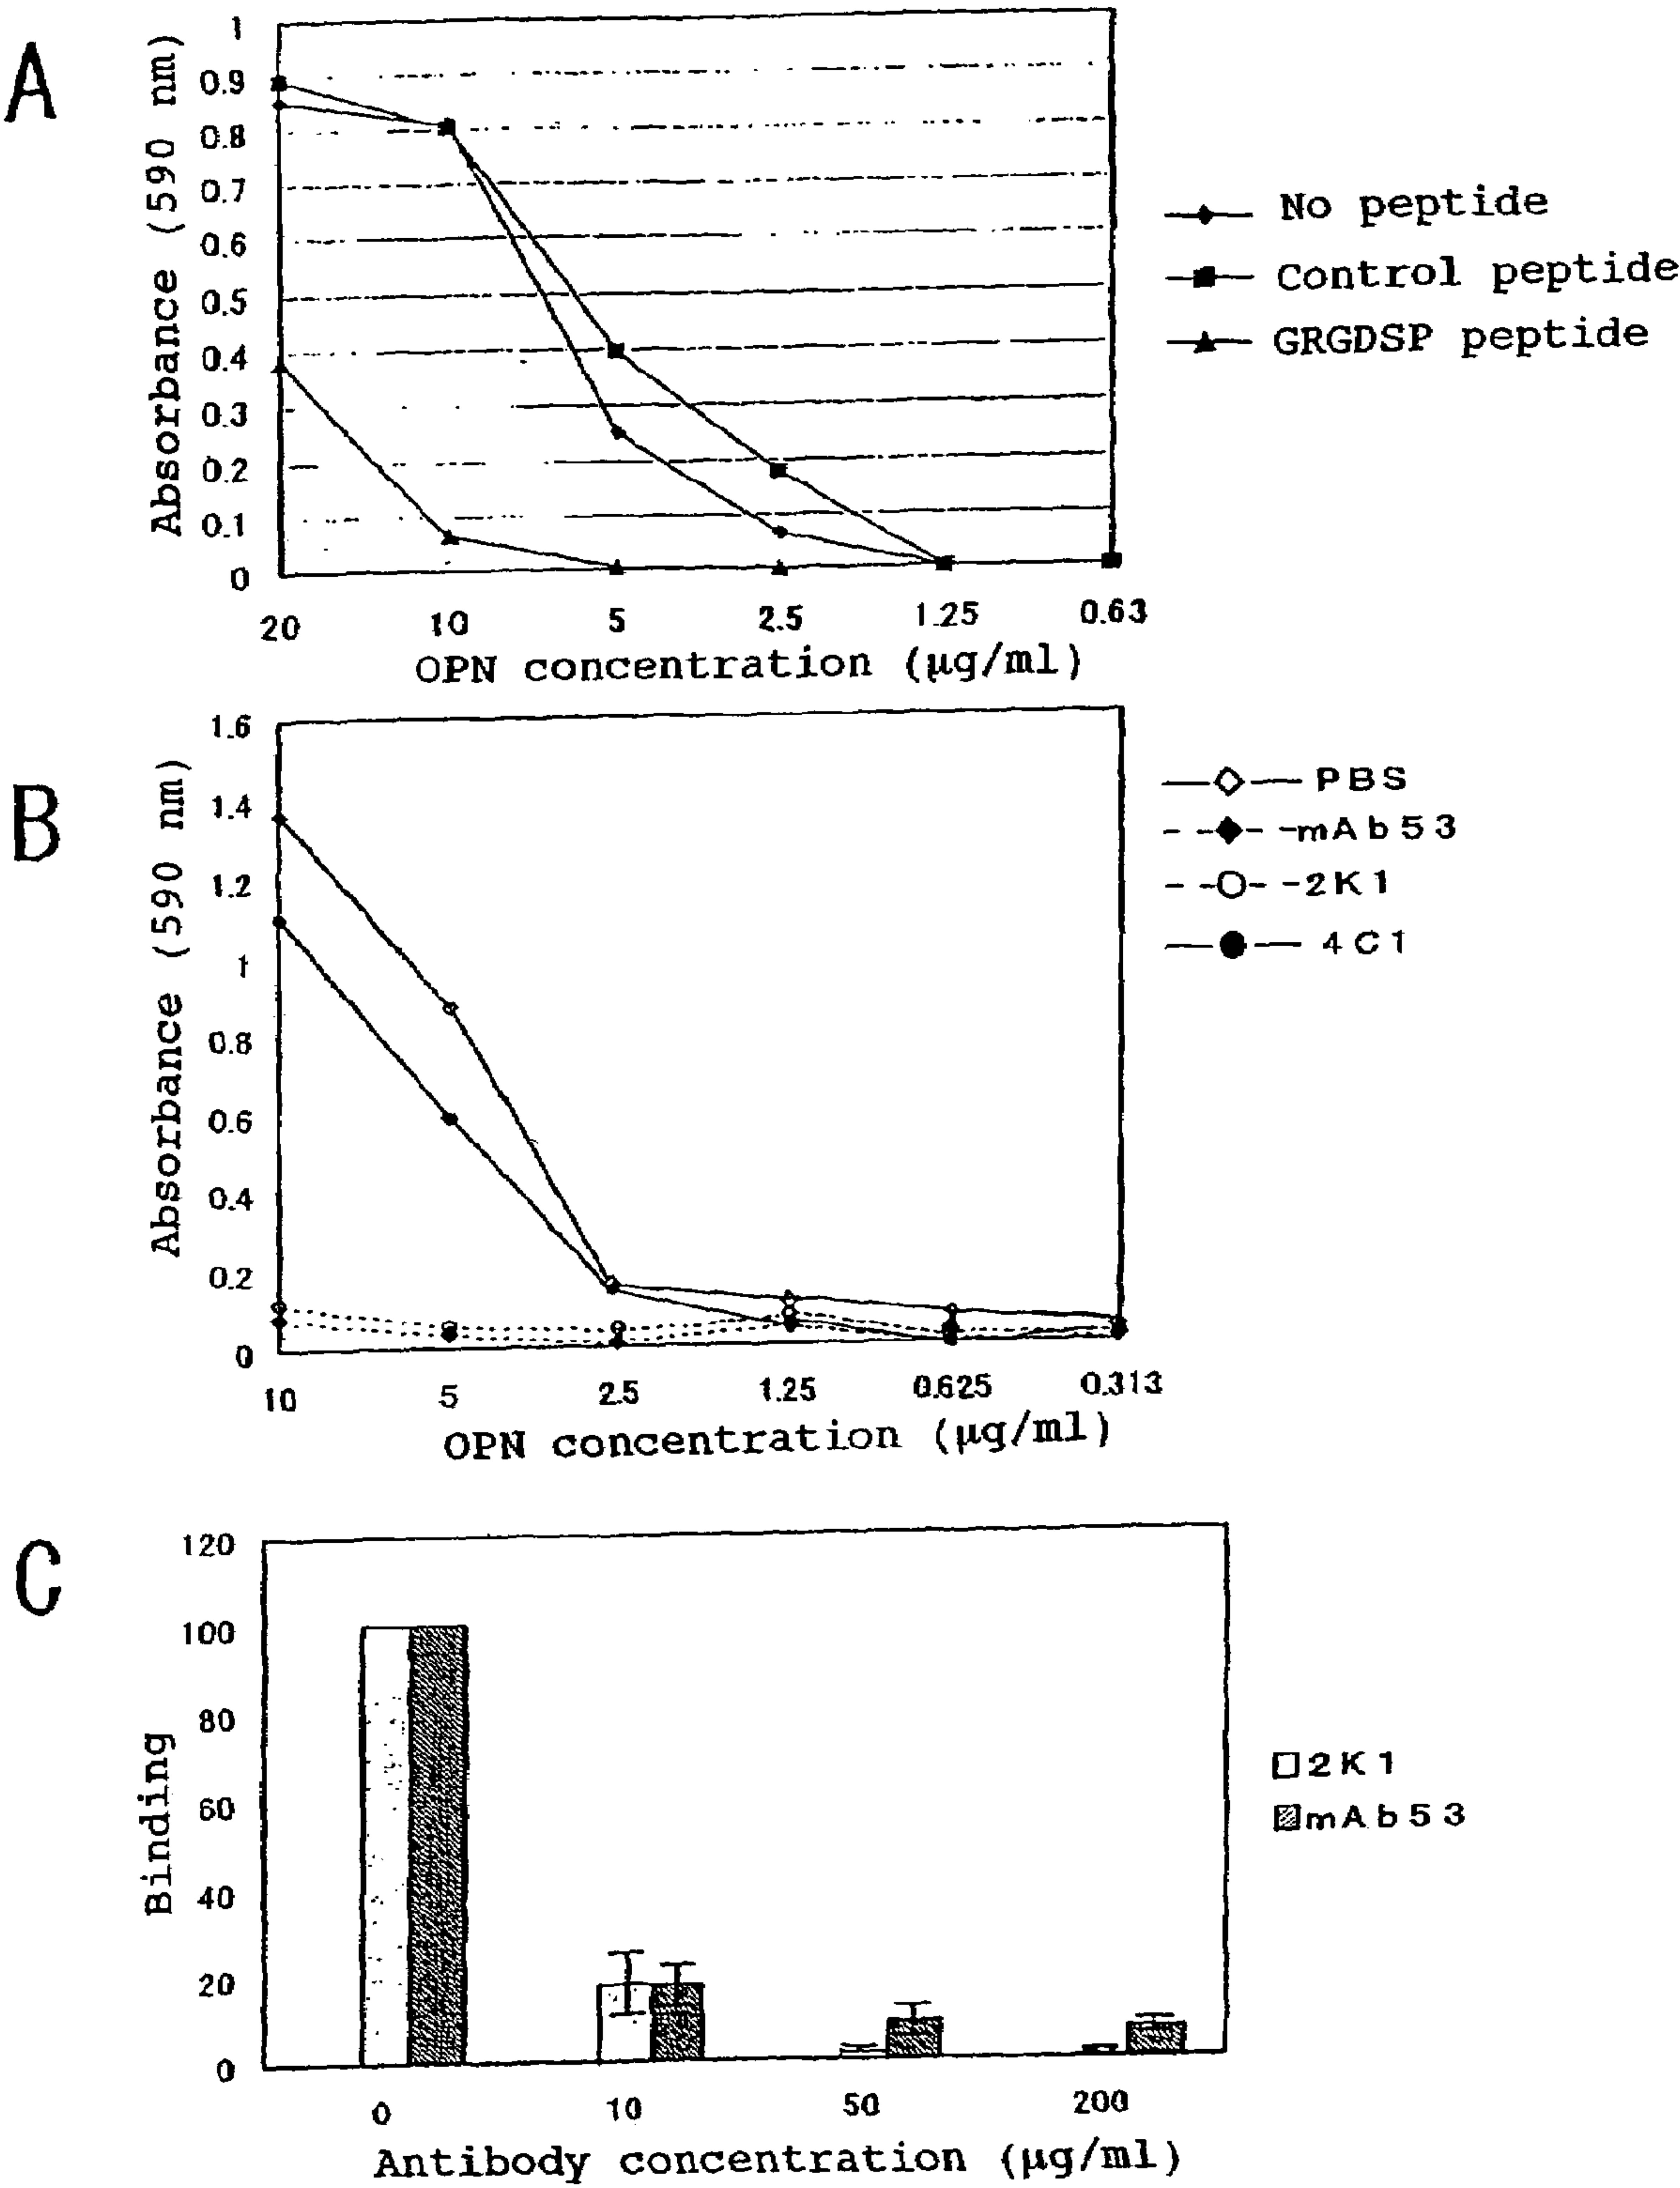 A
Absorbance (590 nm)
1
0.9
0.8
0.7
0.6
0.5
0.4
0.3
0.2
0.1
0
20 10 5 2.5 1.25 0.63
OPN concentration (µg/ml)
No peptide
Control peptide
GRGDSP peptide
B
Absorbance (590 nm)
1.6
1.4
1.2
1
0.8
0.6
0.4
0.2
0
10 5 2.5 1.25 0.625 0.313
OPN concentration (µg/ml)
PBS
mAb53
2K1
4C1
C
Binding
120
100
80
60
40
20
0
0 10 50 200
Antibody concentration (µg/ml)
2K1
mAb53